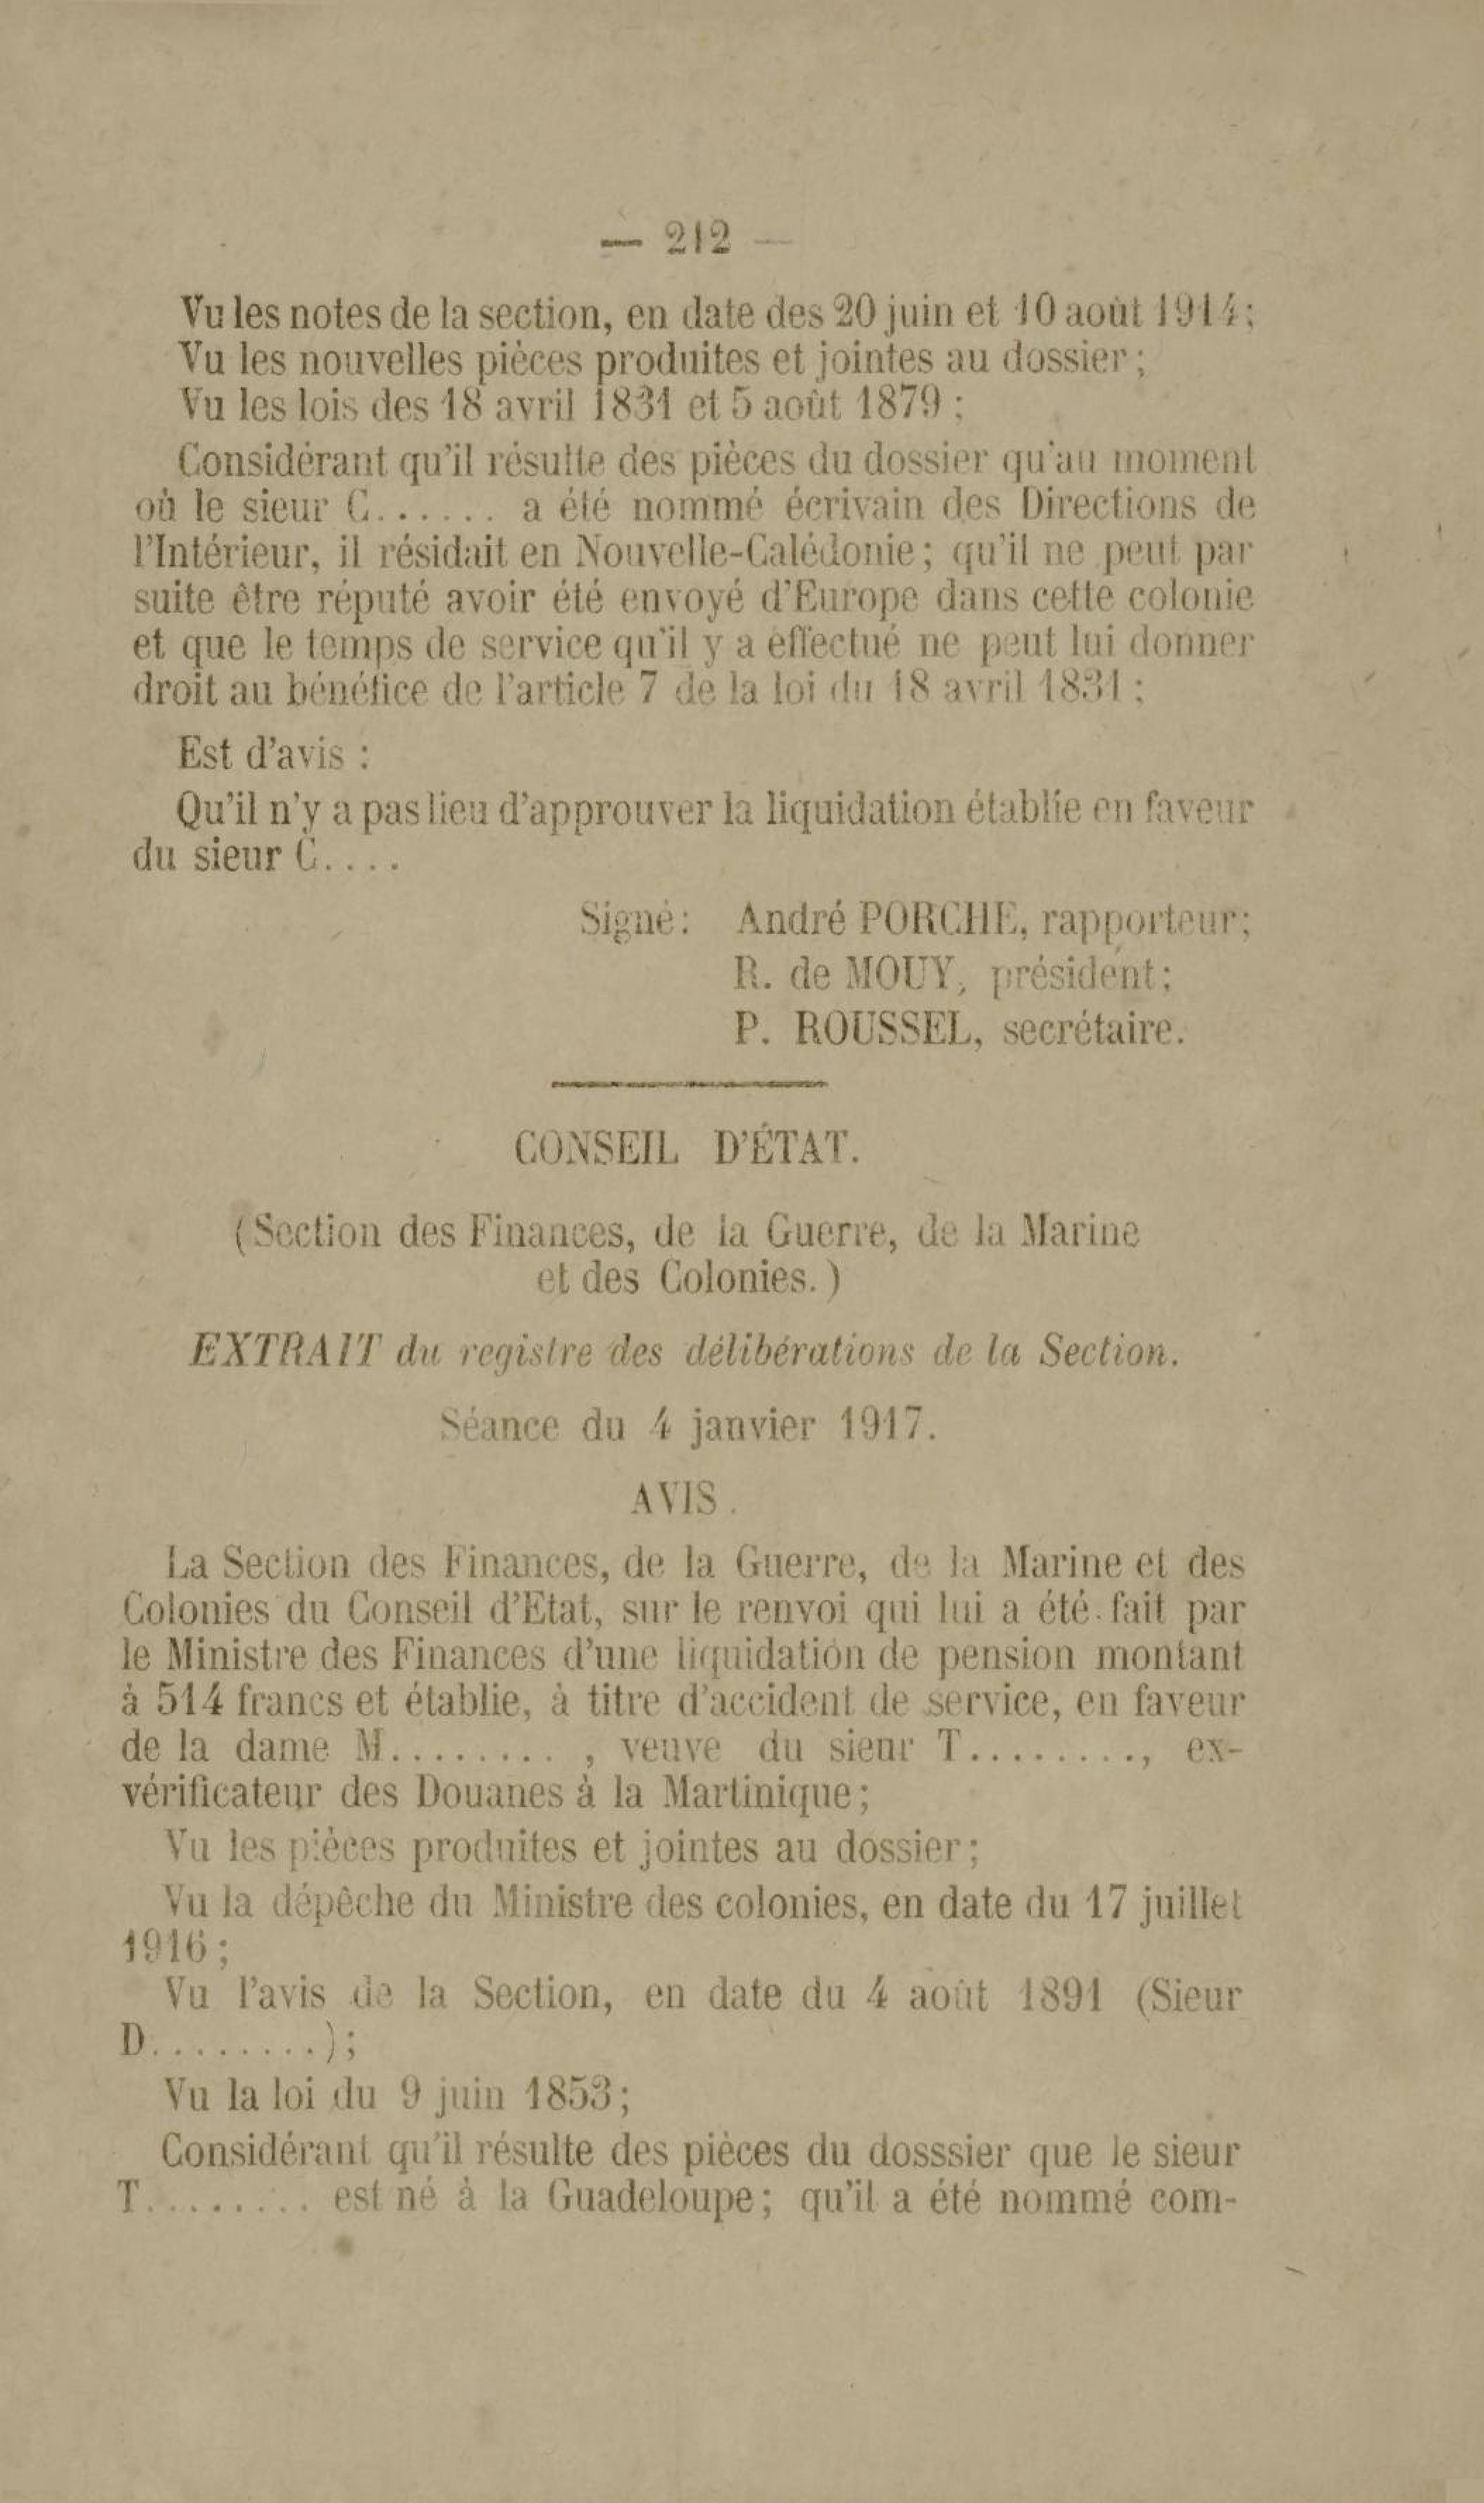 — 212 —
Vu les notes de la section, en date des 20 juin et 10 août 1914;
Vu les nouvelles pièces produites et jointes au dossier;
Vu les lois des 18 avril 1831 et 5 août 1879;
Considérant qu'il résulte des pièces du dossier qu'au moment
où le sieur C...... a été nommé écrivain des Directions de
l'Intérieur, il résidait en Nouvelle-Calédonie; qu'il ne peut par
suite être réputé avoir été envoyé d'Europe dans cette colonie
et que le temps de service qu'il y a effectué ne peut lui donner
droit au bénéfice de l'article 7 de la loi du 18 avril 1831;
Est d'avis :
Qu'il n'y a pas lieu d'approuver la liquidation établie en faveur
du sieur C....
Signé: André PORCHE, rapporteur;
R. de MOUY, président;
P. ROUSSEL, secrétaire.
CONSEIL D'ÉTAT.
(Section des Finances, de la Guerre, de la Marine
et des Colonies.)
EXTRAIT du registre des délibérations de la Section.
Séance du 4 janvier 1917.
AVIS.
La Section des Finances, de la Guerre, de la Marine et des
Colonies du Conseil d'Etat, sur le renvoi qui lui a été fait par
le Ministre des Finances d'une liquidation de pension montant
à 514 francs et établie, à titre d'accident de service, en faveur
de la dame M........., veuve du sieur T........., ex-
vérificateur des Douanes à la Martinique;
Vu les pièces produites et jointes au dossier;
Vu la dépêche du Ministre des colonies, en date du 17 juillet
1916;
Vu l'avis de la Section, en date du 4 août 1891 (Sieur
D.........);
Vu la loi du 9 juin 1853;
Considérant qu'il résulte des pièces du dosssier que le sieur
T......... est né à la Guadeloupe; qu'il a été nommé com-